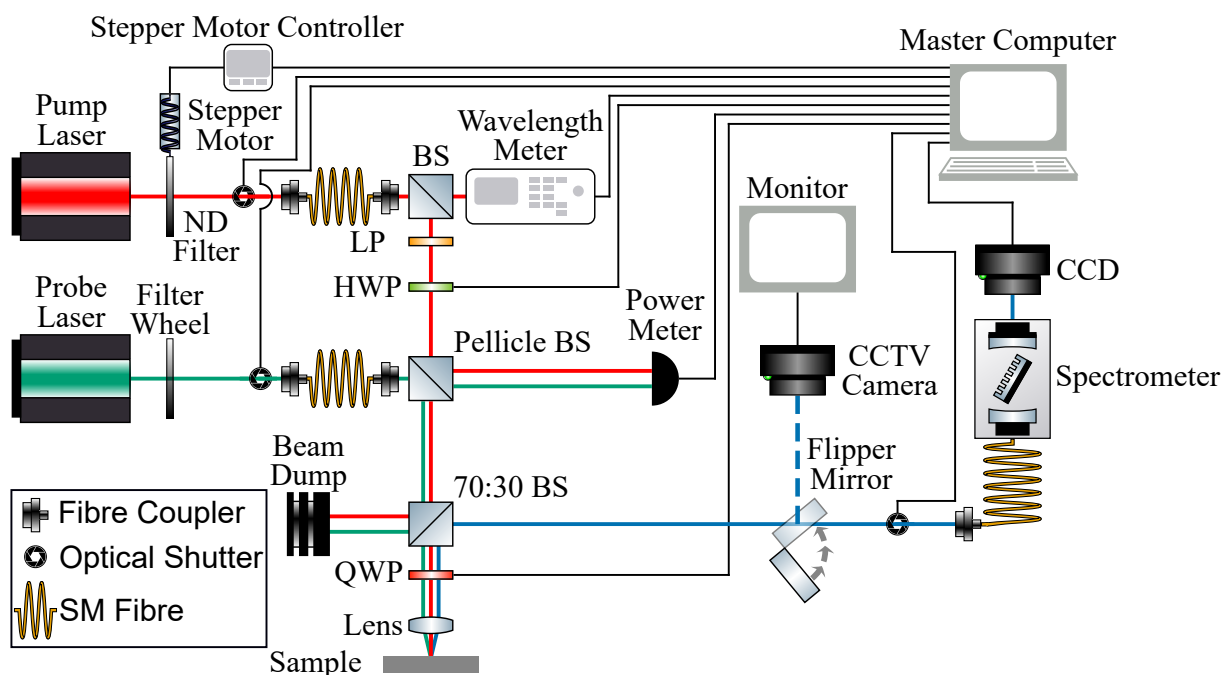 Stepper Motor Controller
Master Computer
Pump
Laser
Stepper
Motor
Wavelength
Meter
BS
Monitor
ND
Filter
LP
HWP
CCD
Probe
Laser
Filter
Wheel
Power
Meter
Pellicle BS
CCTV
Camera
Spectrometer
Beam
Dump
70:30 BS
Flipper
Mirror
Fibre Coupler
Optical Shutter
SM Fibre
QWP
Lens
Sample